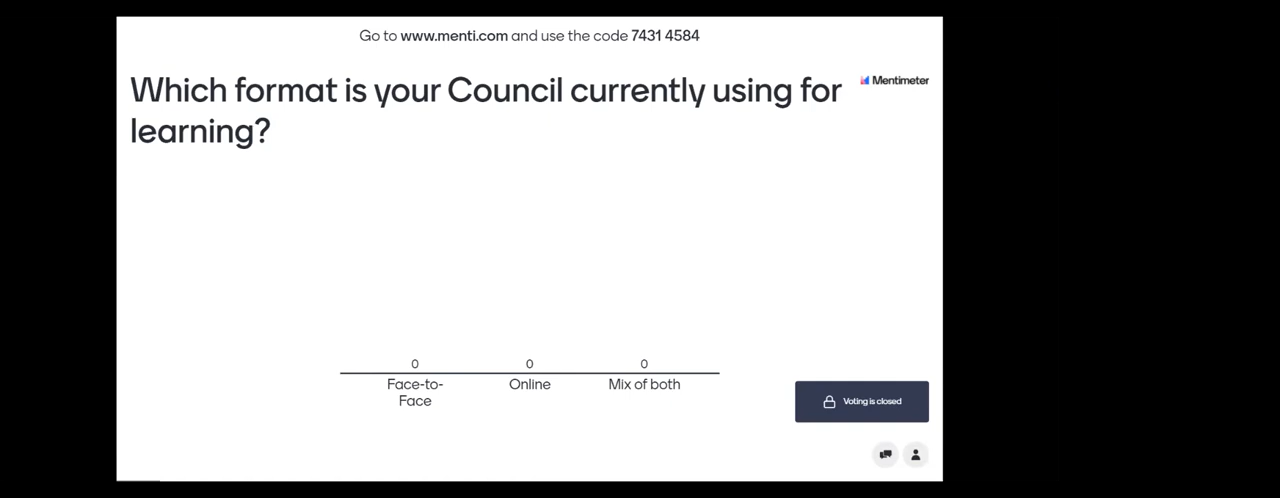 Go to www.menti.com and use the code 7431 4584
Which format is your Council currently using for
learning?
Mentimeter
0
0
0
Face-to-
Face
Online
Mix of both
Voting is closed